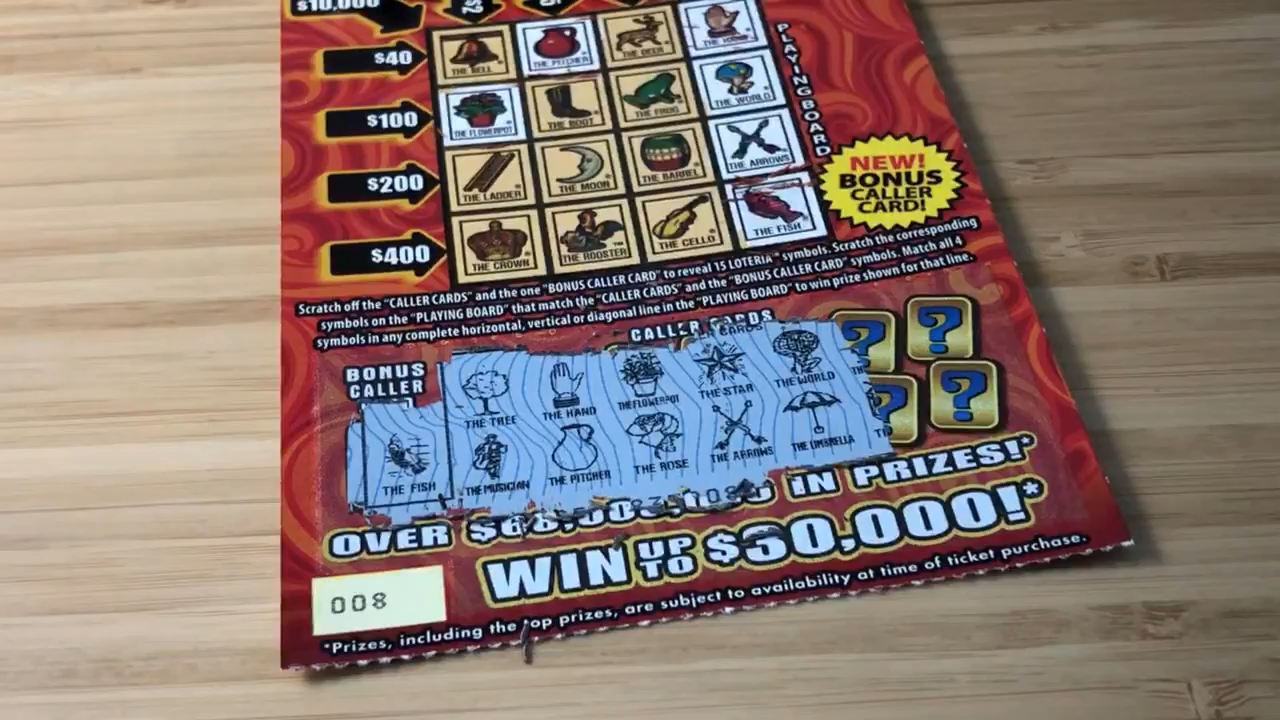 $10,000
$40
THE BELL
THE PITCHER
THE DEER
THE HAND
$100
THE FLOWERPOT
THE BOOT
THE FROG
THE WORLD
$200
THE LADDER
THE MOON
THE BARREL
THE ARROWS
$400
THE CROWN
THE ROOSTER
THE CELLO
THE FISH
PLAYING BOARD
NEW!
BONUS
CALLER
CARD!
Scratch off the "CALLER CARDS" and the one "BONUS CALLER CARD" to reveal 15 LOTERIA symbols. Scratch the corresponding
symbols on the "PLAYING BOARD" that match the "CALLER CARDS" and the "BONUS CALLER CARD" symbols. Match all 4
symbols in any complete horizontal, vertical or diagonal line in the "PLAYING BOARD" to win prize shown for that line.
CALLER CARDS
BONUS
CALLER
THE TREE
THE HAND
THE FLOWERPOT
THE STAR
THE WORLD
THE FISH
THE MUSICIAN
THE PITCHER
THE ROSE
THE ARROWS
THE UMBRELLA
? ? ? ?
OVER IN PRIZES!*
WIN UP TO $50,000!*
008
*Prizes, including the top prizes, are subject to availability at time of ticket purchase.